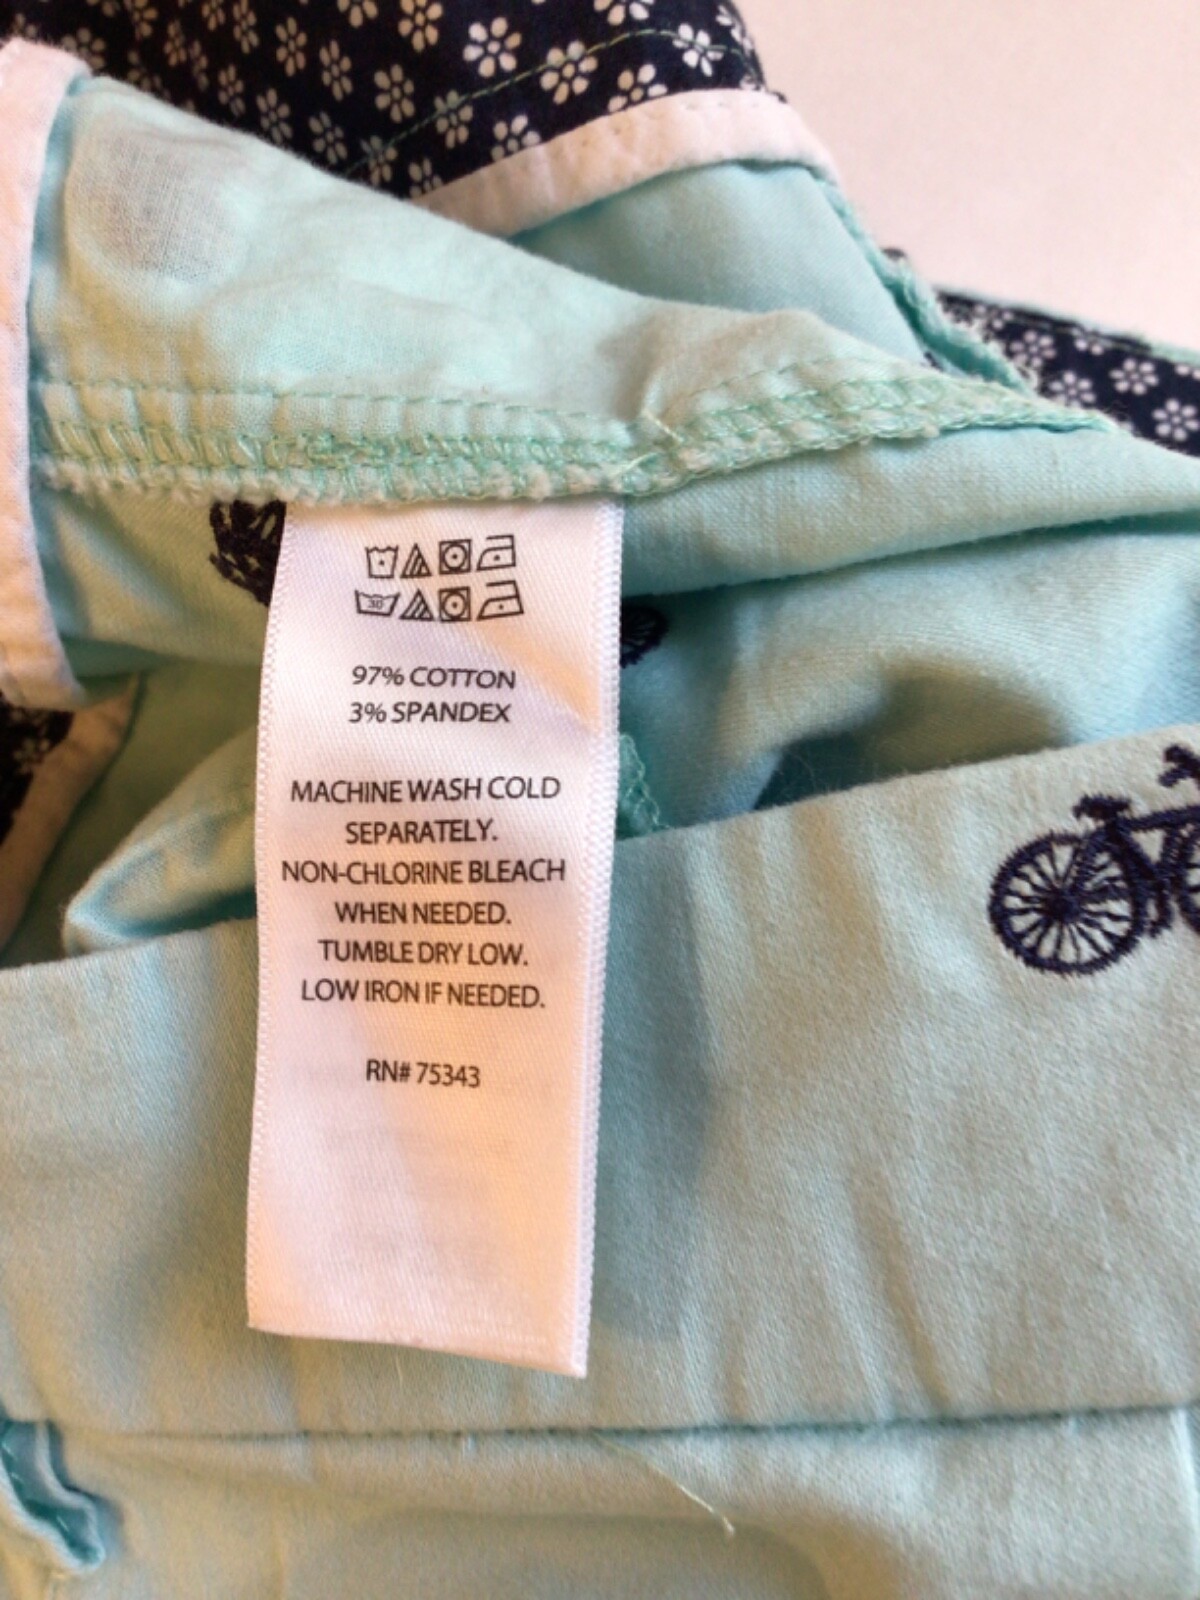 30
97% COTTON
3% SPANDEX
MACHINE WASH COLD
SEPARATELY.
NON-CHLORINE BLEACH
WHEN NEEDED.
TUMBLE DRY LOW.
LOW IRON IF NEEDED.
RN# 75343